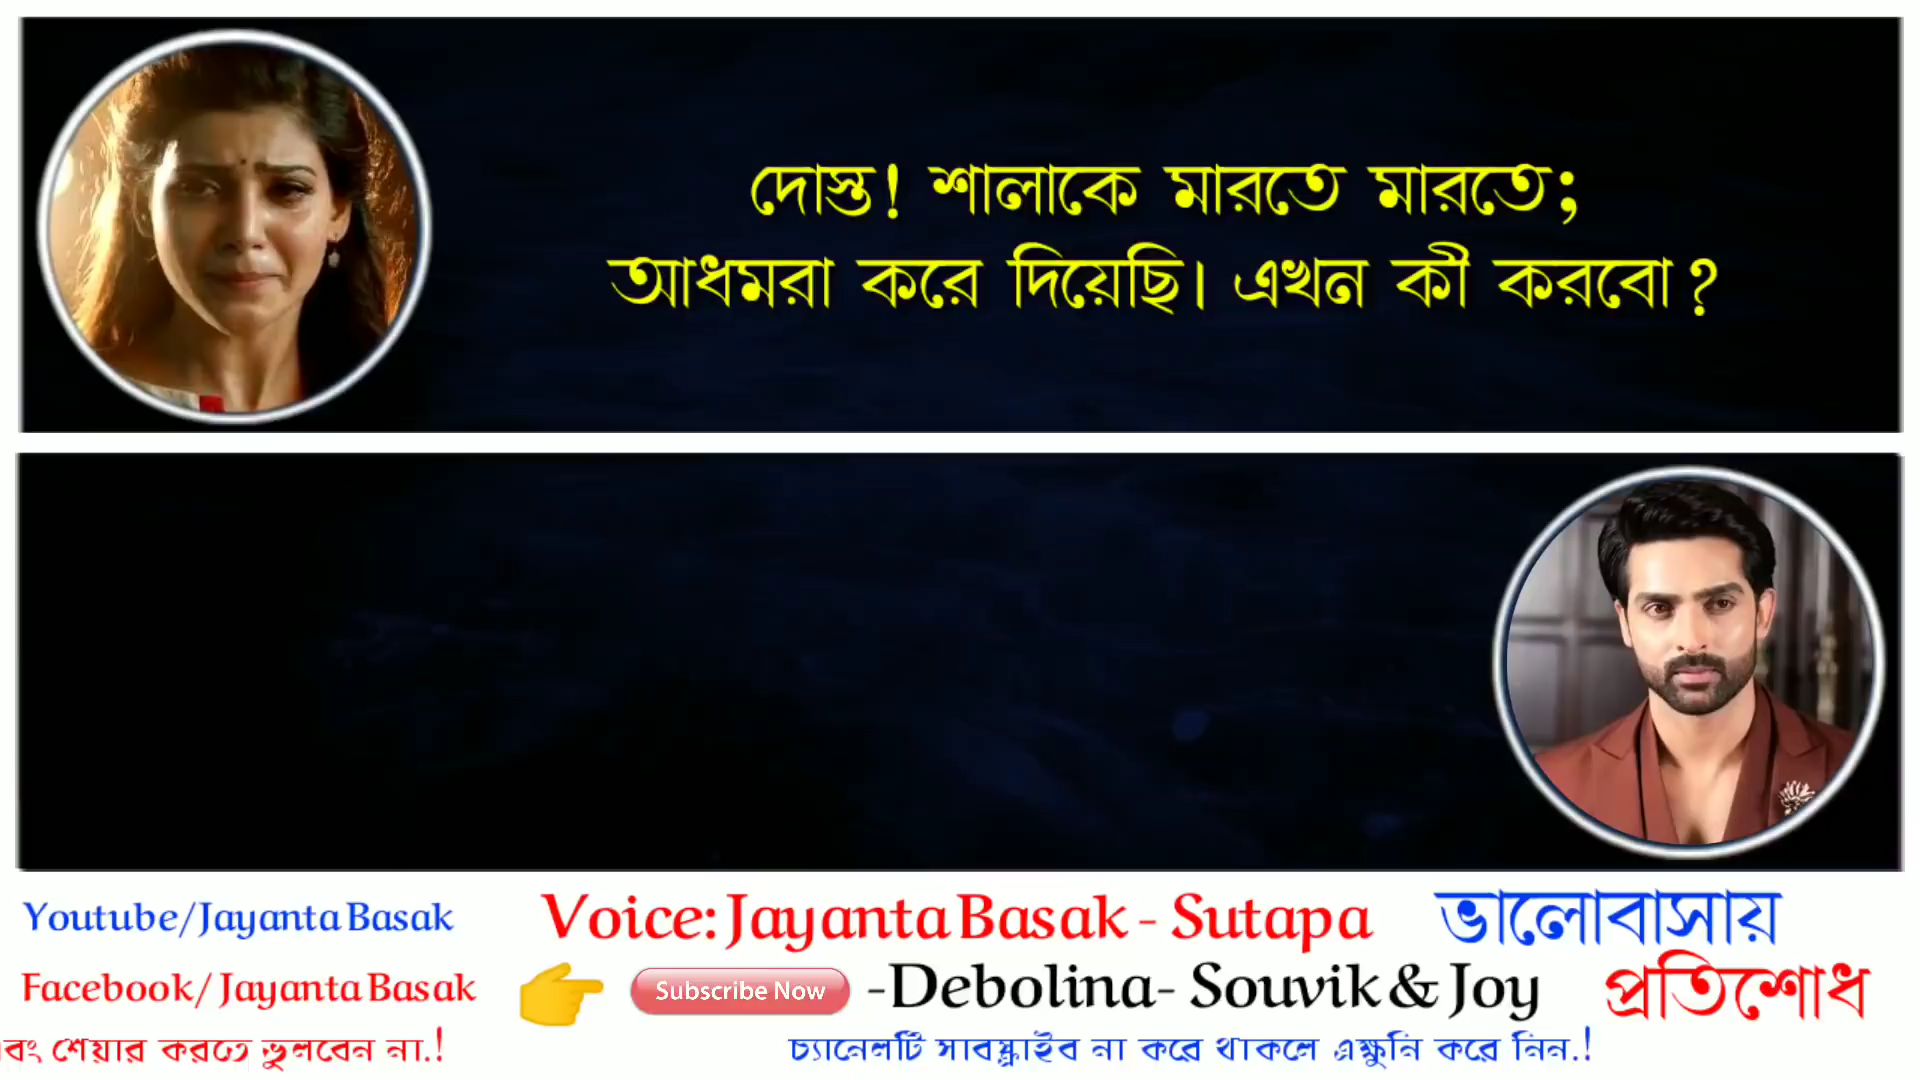 দোস্ত! শালাকে মারতে মারতে;
আধমরা করে দিয়েছি। এখন কী করবো?
Youtube/Jayanta Basak
Voice: Jayanta Basak - Sutapa
ভালোবাসায়
Facebook/ Jayanta Basak
Subscribe Now
-Debolina- Souvik & Joy
প্রতিশোধ
শেয়ার করতে ভুলবেন না.!
চ্যানেলটি সাবস্ক্রাইব না করে থাকলে এক্ষুনি করে নিন.!